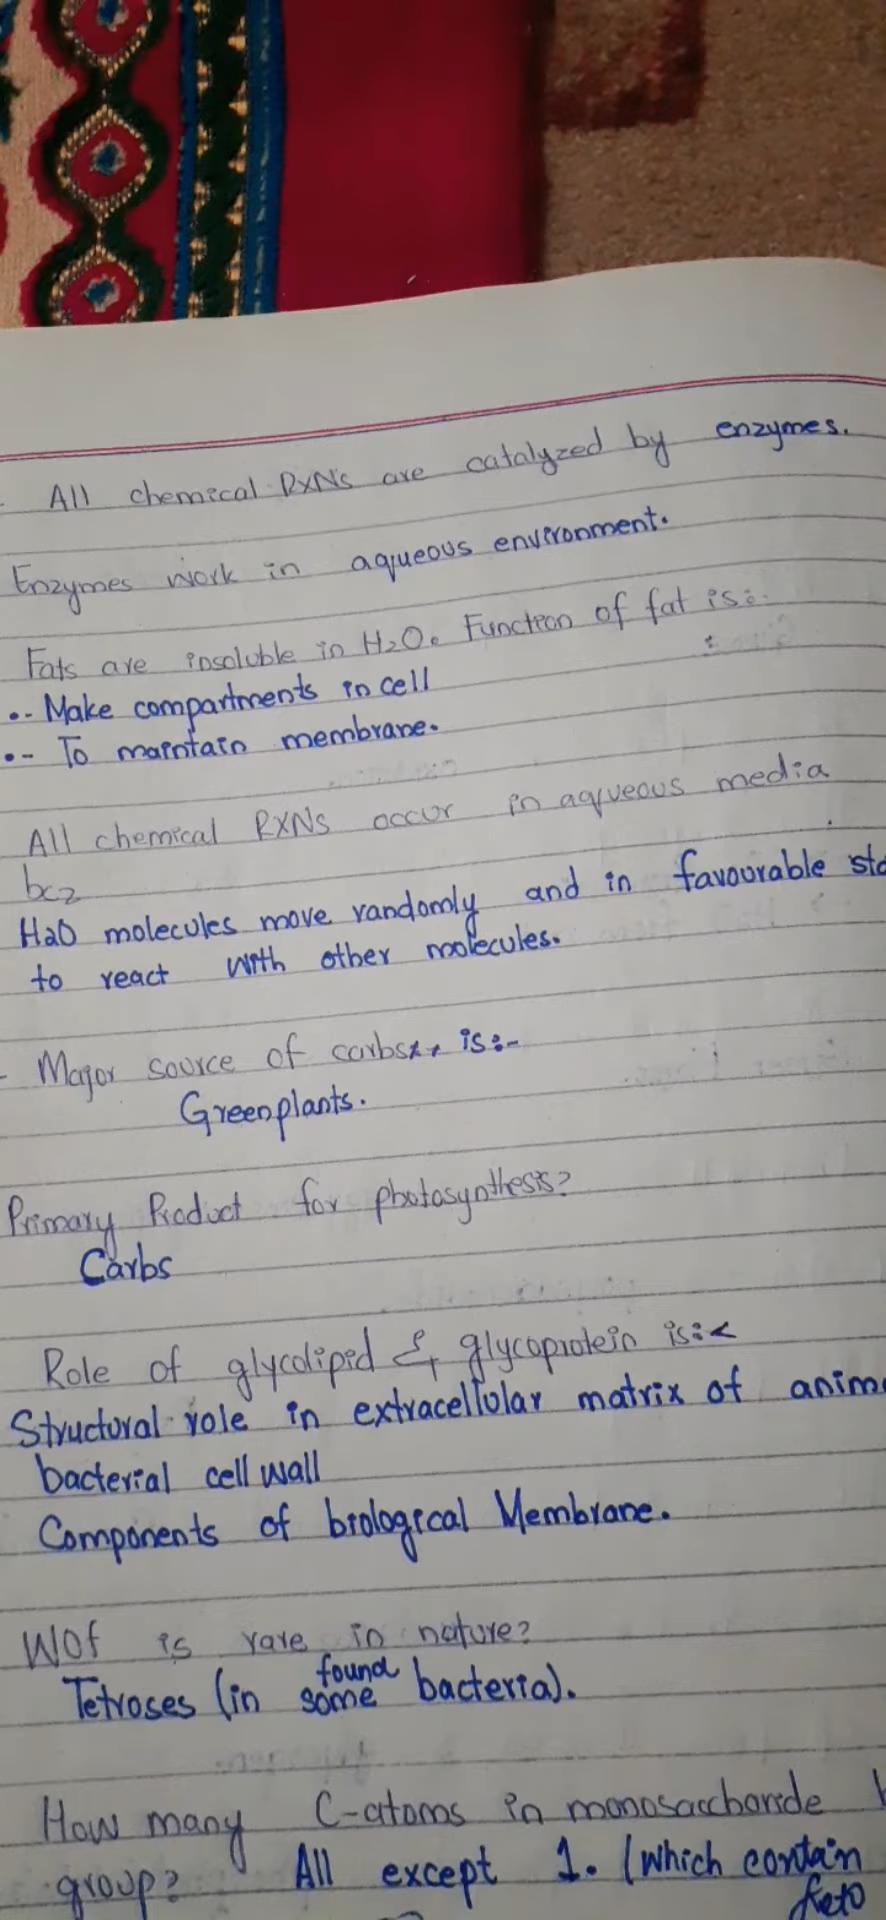 All chemical RXNs are catalyzed by enzymes.
Enzymes work in aqueous environment.
Fats are insoluble in H2O. Function of fat is:-
•- Make compartments in cell
•- To maintain membrane.
All chemical RXNs occur in aqueous media
bcz
H2O molecules move randomly and in favourable sta
to react with other molecules.
- Major source of carbs is:-
Green plants.
Primary Product for photosynthesis?
Carbs
Role of glycolipid & glycoprotein is:<
Structural role in extracellular matrix of anim
bacterial cell wall
Components of biological Membrane.
Wof is rare in nature?
Tetroses (in some found bacteria).
How many C-atoms in monosaccharide
group? All except 1. (which contain
keto